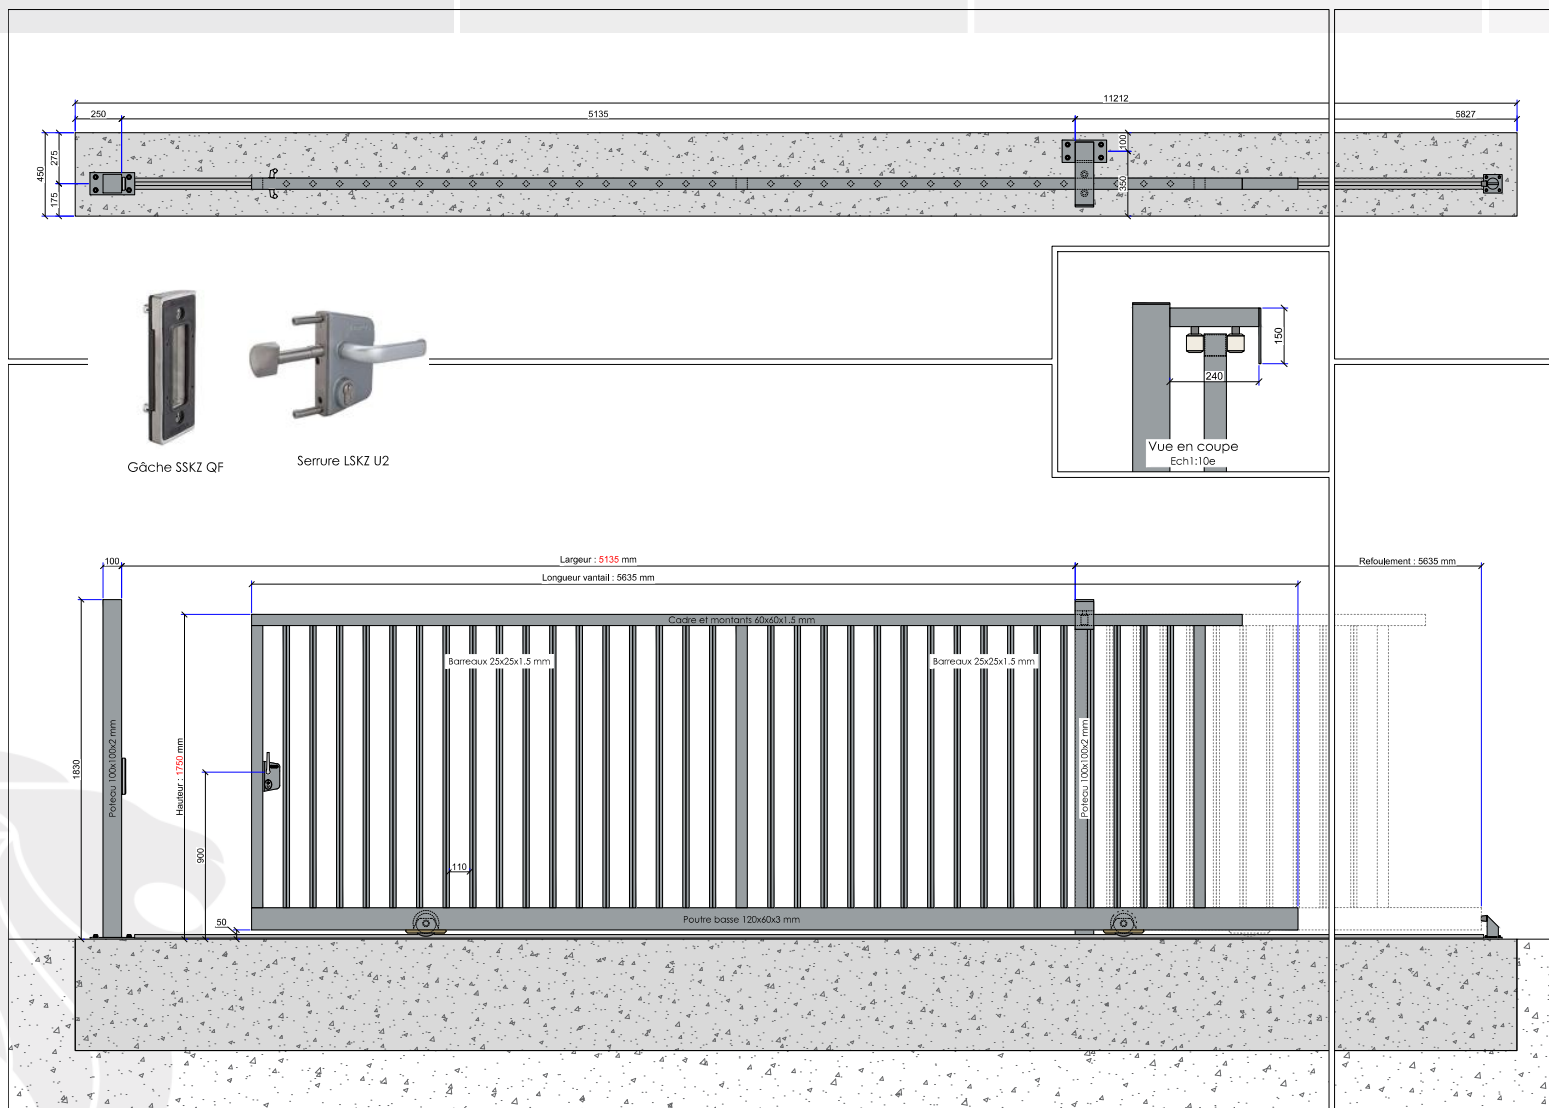 11212
250
5135
5827
450
275
175
100
350
150
240
Vue en coupe
Ech1:10e
Gâche SSKZ QF
Serrure LSKZ U2
100
Largeur : 5135 mm
Refoulement : 5635 mm
Longueur vantail : 5635 mm
Cadre et montants 60x60x1.5 mm
Barreaux 25x25x1.5 mm
Barreaux 25x25x1.5 mm
1830
Poteau 100x100x2 mm
Hauteur : 1750 mm
900
Poteau 100x100x2 mm
110
50
Poutre basse 120x60x3 mm